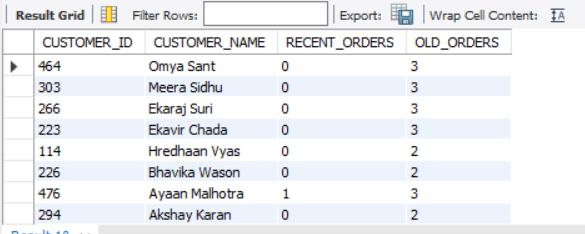 Result Grid Filter Rows: Export: Wrap Cell Content:
CUSTOMER_ID CUSTOMER_NAME RECENT_ORDERS OLD_ORDERS
464 Omya Sant 0 3
303 Meera Sidhu 0 3
266 Ekaraj Suri 0 3
223 Ekavir Chada 0 3
114 Hredhaan Vyas 0 2
226 Bhavika Wason 0 2
476 Ayaan Malhotra 1 3
294 Akshay Karan 0 2